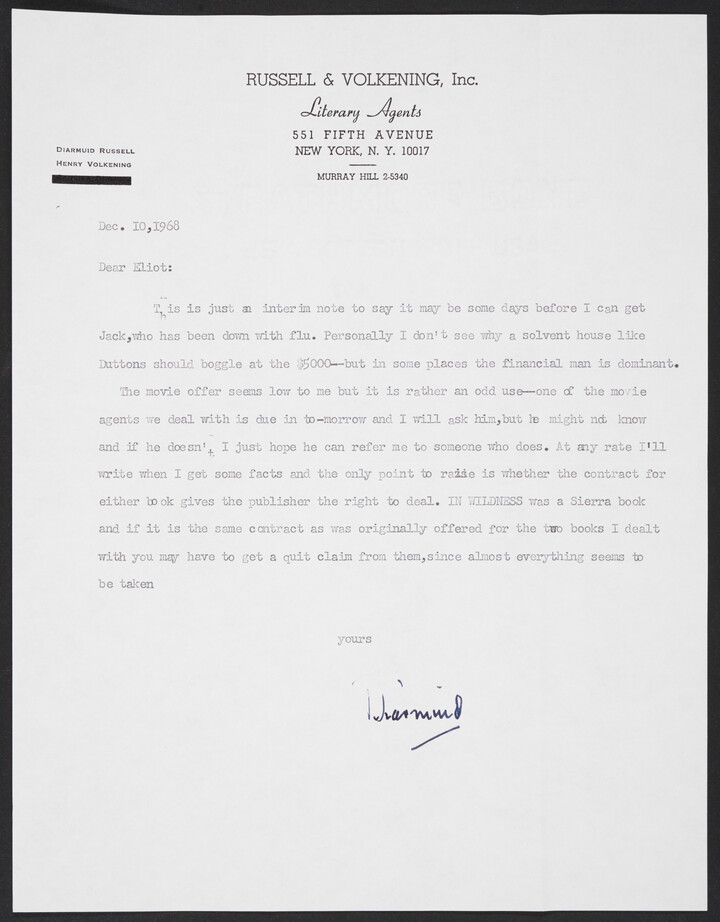 RUSSELL & VOLKENING, Inc.
Literary Agents
551 FIFTH AVENUE
NEW YORK, N. Y. 10017
MURRAY HILL 2-5340
DIARMUID RUSSELL
HENRY VOLKENING
Dec. 10,1968
Dear Eliot:
This is just an interim note to say it may be some days before I can get
Jack,who has been down with flu. Personally I don't see why a solvent house like
Duttons should boggle at the $5000--but in some places the financial man is dominant.
The movie offer seems low to me but it is rather an odd use--one of the movie
agents we deal with is due in to-morrow and I will ask him,but he might not know
and if he doesn't I just hope he can refer me to someone who does. At any rate I'll
write when I get some facts and the only point to raise is whether the contract for
either book gives the publisher the right to deal. IN WILDNESS was a Sierra book
and if it is the same contract as was originally offered for the two books I dealt
with you may have to get a quit claim from them,since almost everything seems to
be taken
yours
Diarmuid